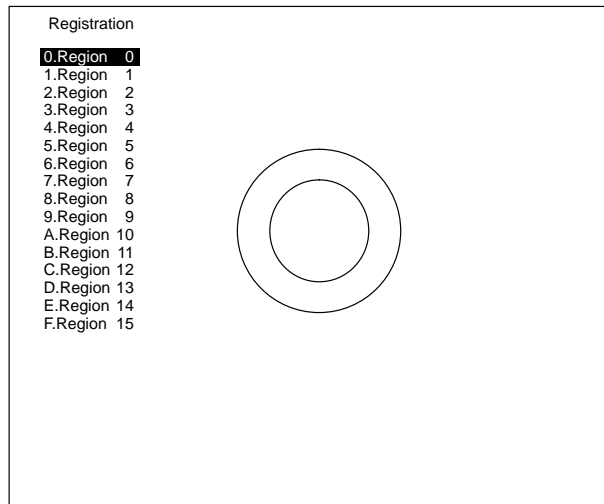 Registration
0.Region 0
1.Region 1
2.Region 2
3.Region 3
4.Region 4
5.Region 5
6.Region 6
7.Region 7
8.Region 8
9.Region 9
A.Region 10
B.Region 11
C.Region 12
D.Region 13
E.Region 14
F.Region 15